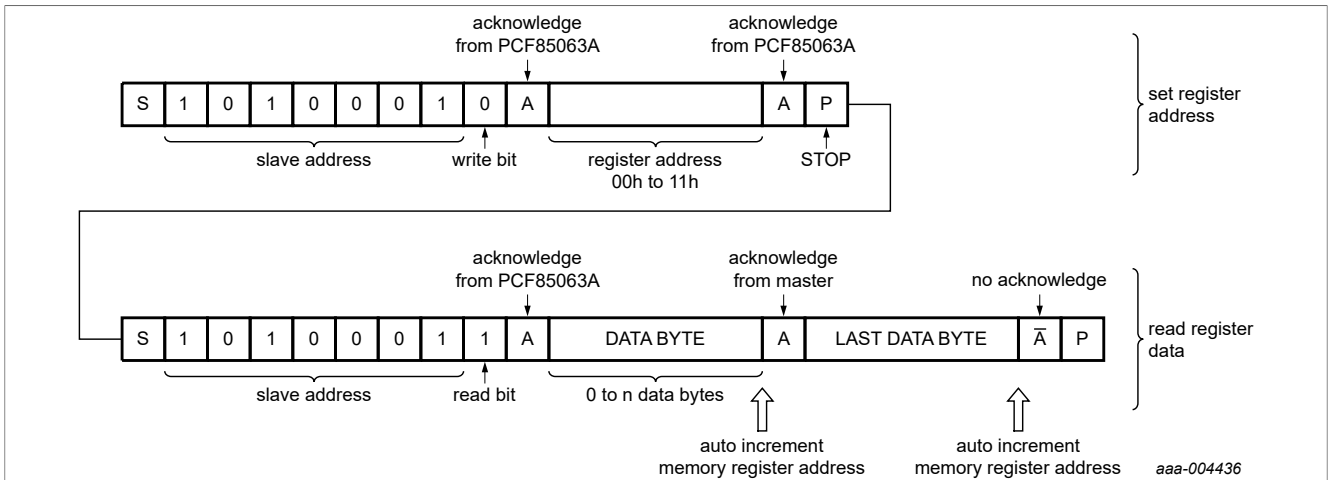 acknowledge
from PCF85063A
acknowledge
from PCF85063A
S 1 0 1 0 0 0 1 0 A A P
set register
address
slave address
write bit
register address
00h to 11h
STOP
acknowledge
from PCF85063A
acknowledge
from master
no acknowledge
S 1 0 1 0 0 0 1 1 A DATA BYTE A LAST DATA BYTE A̅ P
read register
data
slave address
read bit
0 to n data bytes
auto increment
memory register address
auto increment
memory register address
aaa-004436